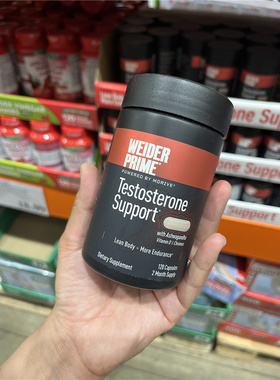 WEIDER
PRIME
POWERED BY MORZYE®
Testosterone
Support*
with Ashwagandha
Vitamin D & Chromium
Lean Body • More Endurance*
Dietary Supplement
120 Capsules
2 Month Supply